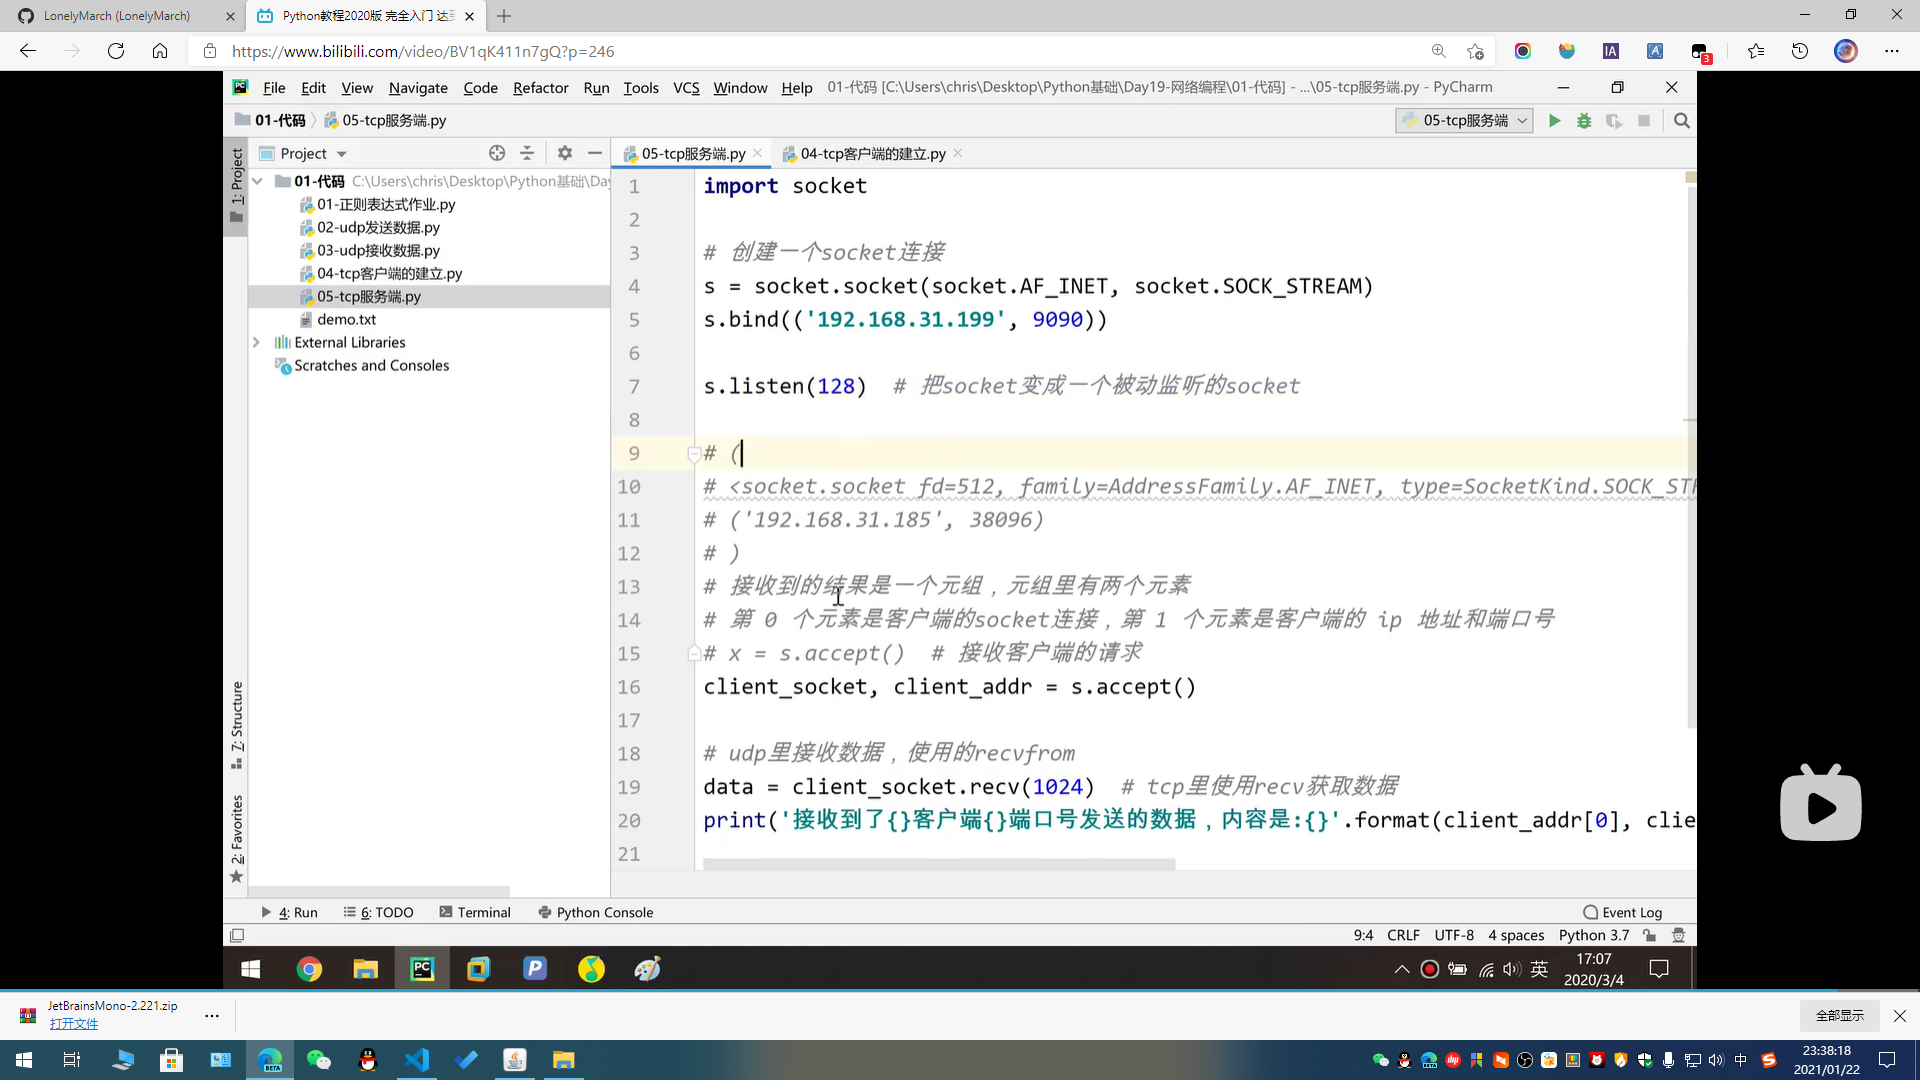 LonelyMarch (LonelyMarch)
Python教程2020版 完全入门 达到
https://www.bilibili.com/video/BV1qK411n7gQ?p=246
3
File Edit View Navigate Code Refactor Run Tools VCS Window Help 01-代码 [C:\Users\chris\Desktop\Python基础\Day19-网络编程\01-代码] - ...\05-tcp服务端.py - PyCharm
01-代码 05-tcp服务端.py
05-tcp服务端
1: Project
Project
05-tcp服务端.py
04-tcp客户端的建立.py
01-代码 C:\Users\chris\Desktop\Python基础\Day
01-正则表达式作业.py
02-udp发送数据.py
03-udp接收数据.py
04-tcp客户端的建立.py
05-tcp服务端.py
demo.txt
External Libraries
Scratches and Consoles
7: Structure
2: Favorites
1 import socket
2
3 # 创建一个socket连接
4 s = socket.socket(socket.AF_INET, socket.SOCK_STREAM)
5 s.bind(('192.168.31.199', 9090))
6
7 s.listen(128)  # 把socket变成一个被动监听的socket
8
9 # (
10 # <socket.socket fd=512, family=AddressFamily.AF_INET, type=SocketKind.SOCK_STR
11 # ('192.168.31.185', 38096)
12 # )
13 # 接收到的结果是一个元组，元组里有两个元素
14 # 第 0 个元素是客户端的socket连接，第 1 个元素是客户端的 ip 地址和端口号
15 # x = s.accept()  # 接收客户端的请求
16 client_socket, client_addr = s.accept()
17
18 # udp里接收数据，使用的recvfrom
19 data = client_socket.recv(1024)  # tcp里使用recv获取数据
20 print('接收到了{}客户端{}端口号发送的数据，内容是:{}'.format(client_addr[0], clie
21
4: Run 6: TODO Terminal Python Console Event Log
9:4 CRLF UTF-8 4 spaces Python 3.7
PC
英
17:07
2020/3/4
JetBrainsMono-2.221.zip
打开文件
全部显示
BETA
中
23:38:18
2021/01/22